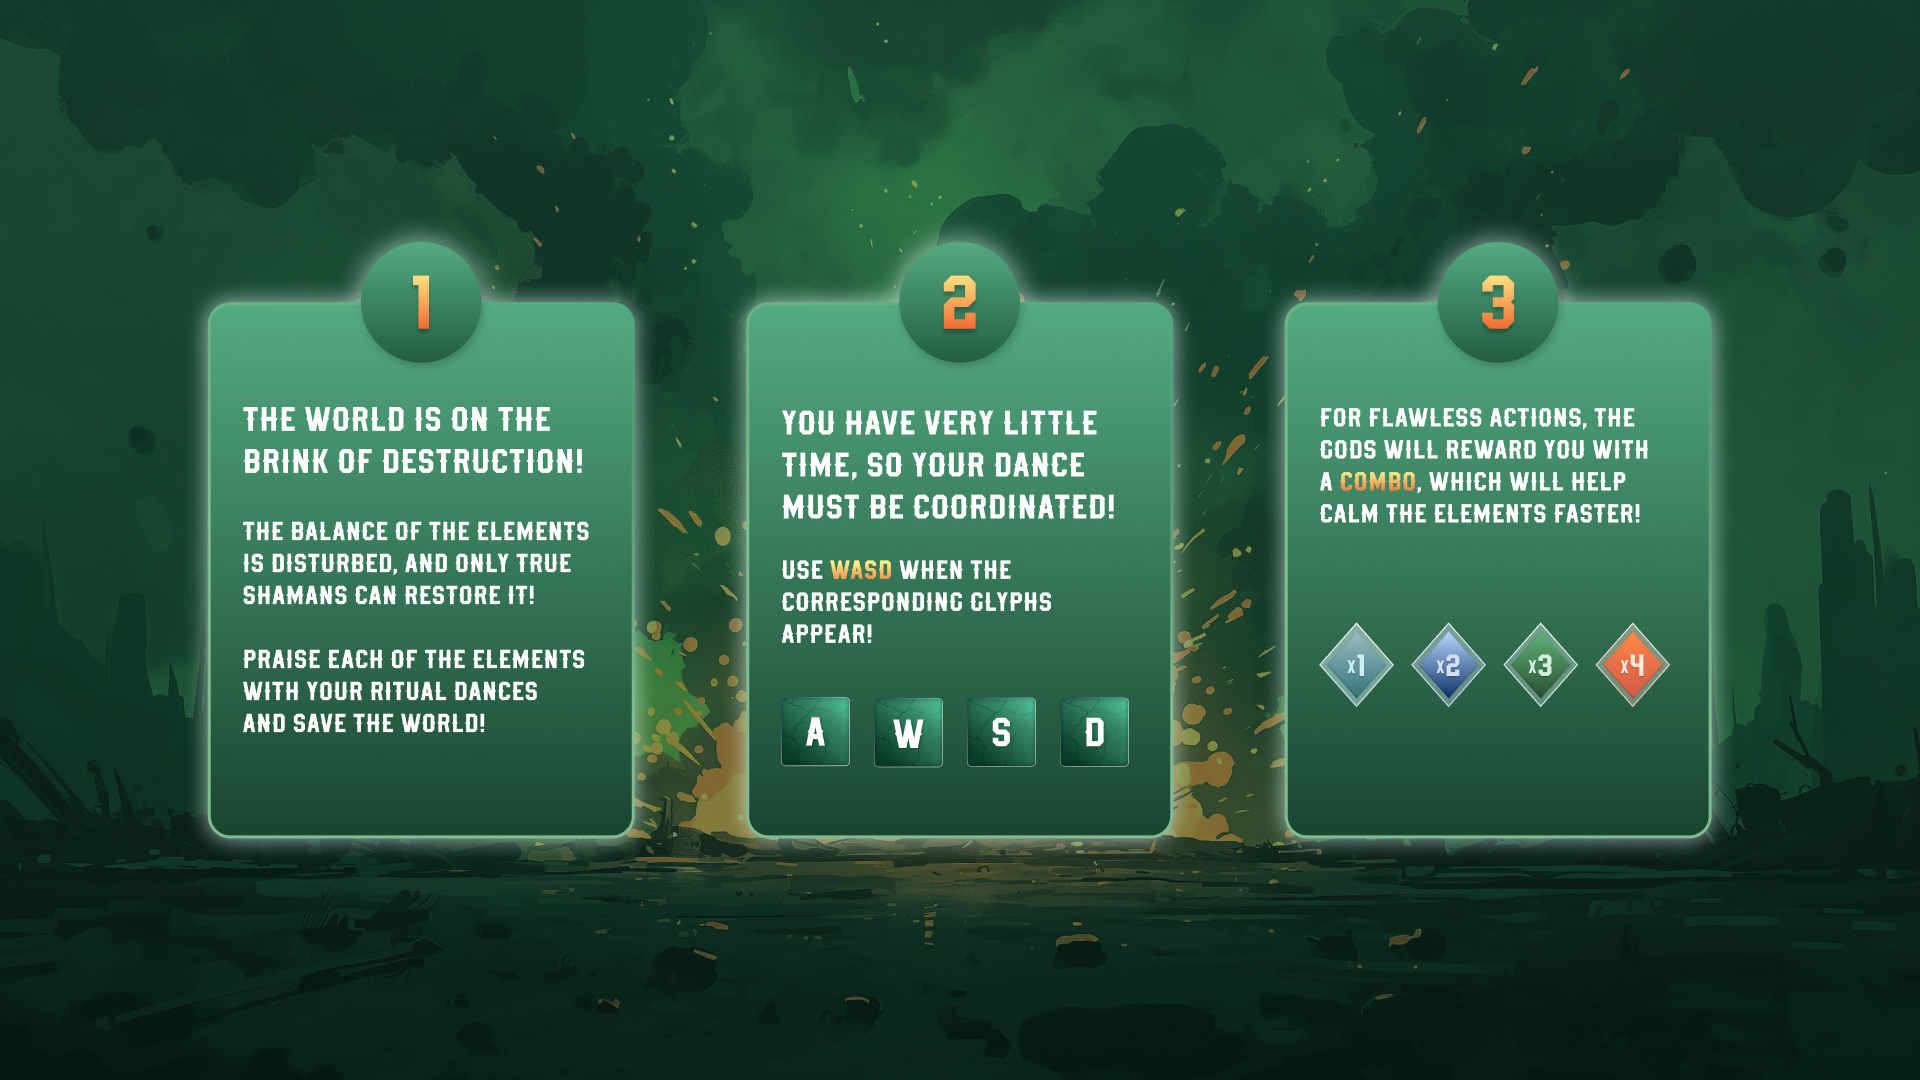 1
THE WORLD IS ON THE
BRINK OF DESTRUCTION!
THE BALANCE OF THE ELEMENTS
IS DISTURBED, AND ONLY TRUE
SHAMANS CAN RESTORE IT!
PRAISE EACH OF THE ELEMENTS
WITH YOUR RITUAL DANCES
AND SAVE THE WORLD!
2
YOU HAVE VERY LITTLE
TIME, SO YOUR DANCE
MUST BE COORDINATED!
USE WASD WHEN THE
CORRESPONDING GLYPHS
APPEAR!
A W S D
3
FOR FLAWLESS ACTIONS, THE
GODS WILL REWARD YOU WITH
A COMBO, WHICH WILL HELP
CALM THE ELEMENTS FASTER!
x1 x2 x3 x4